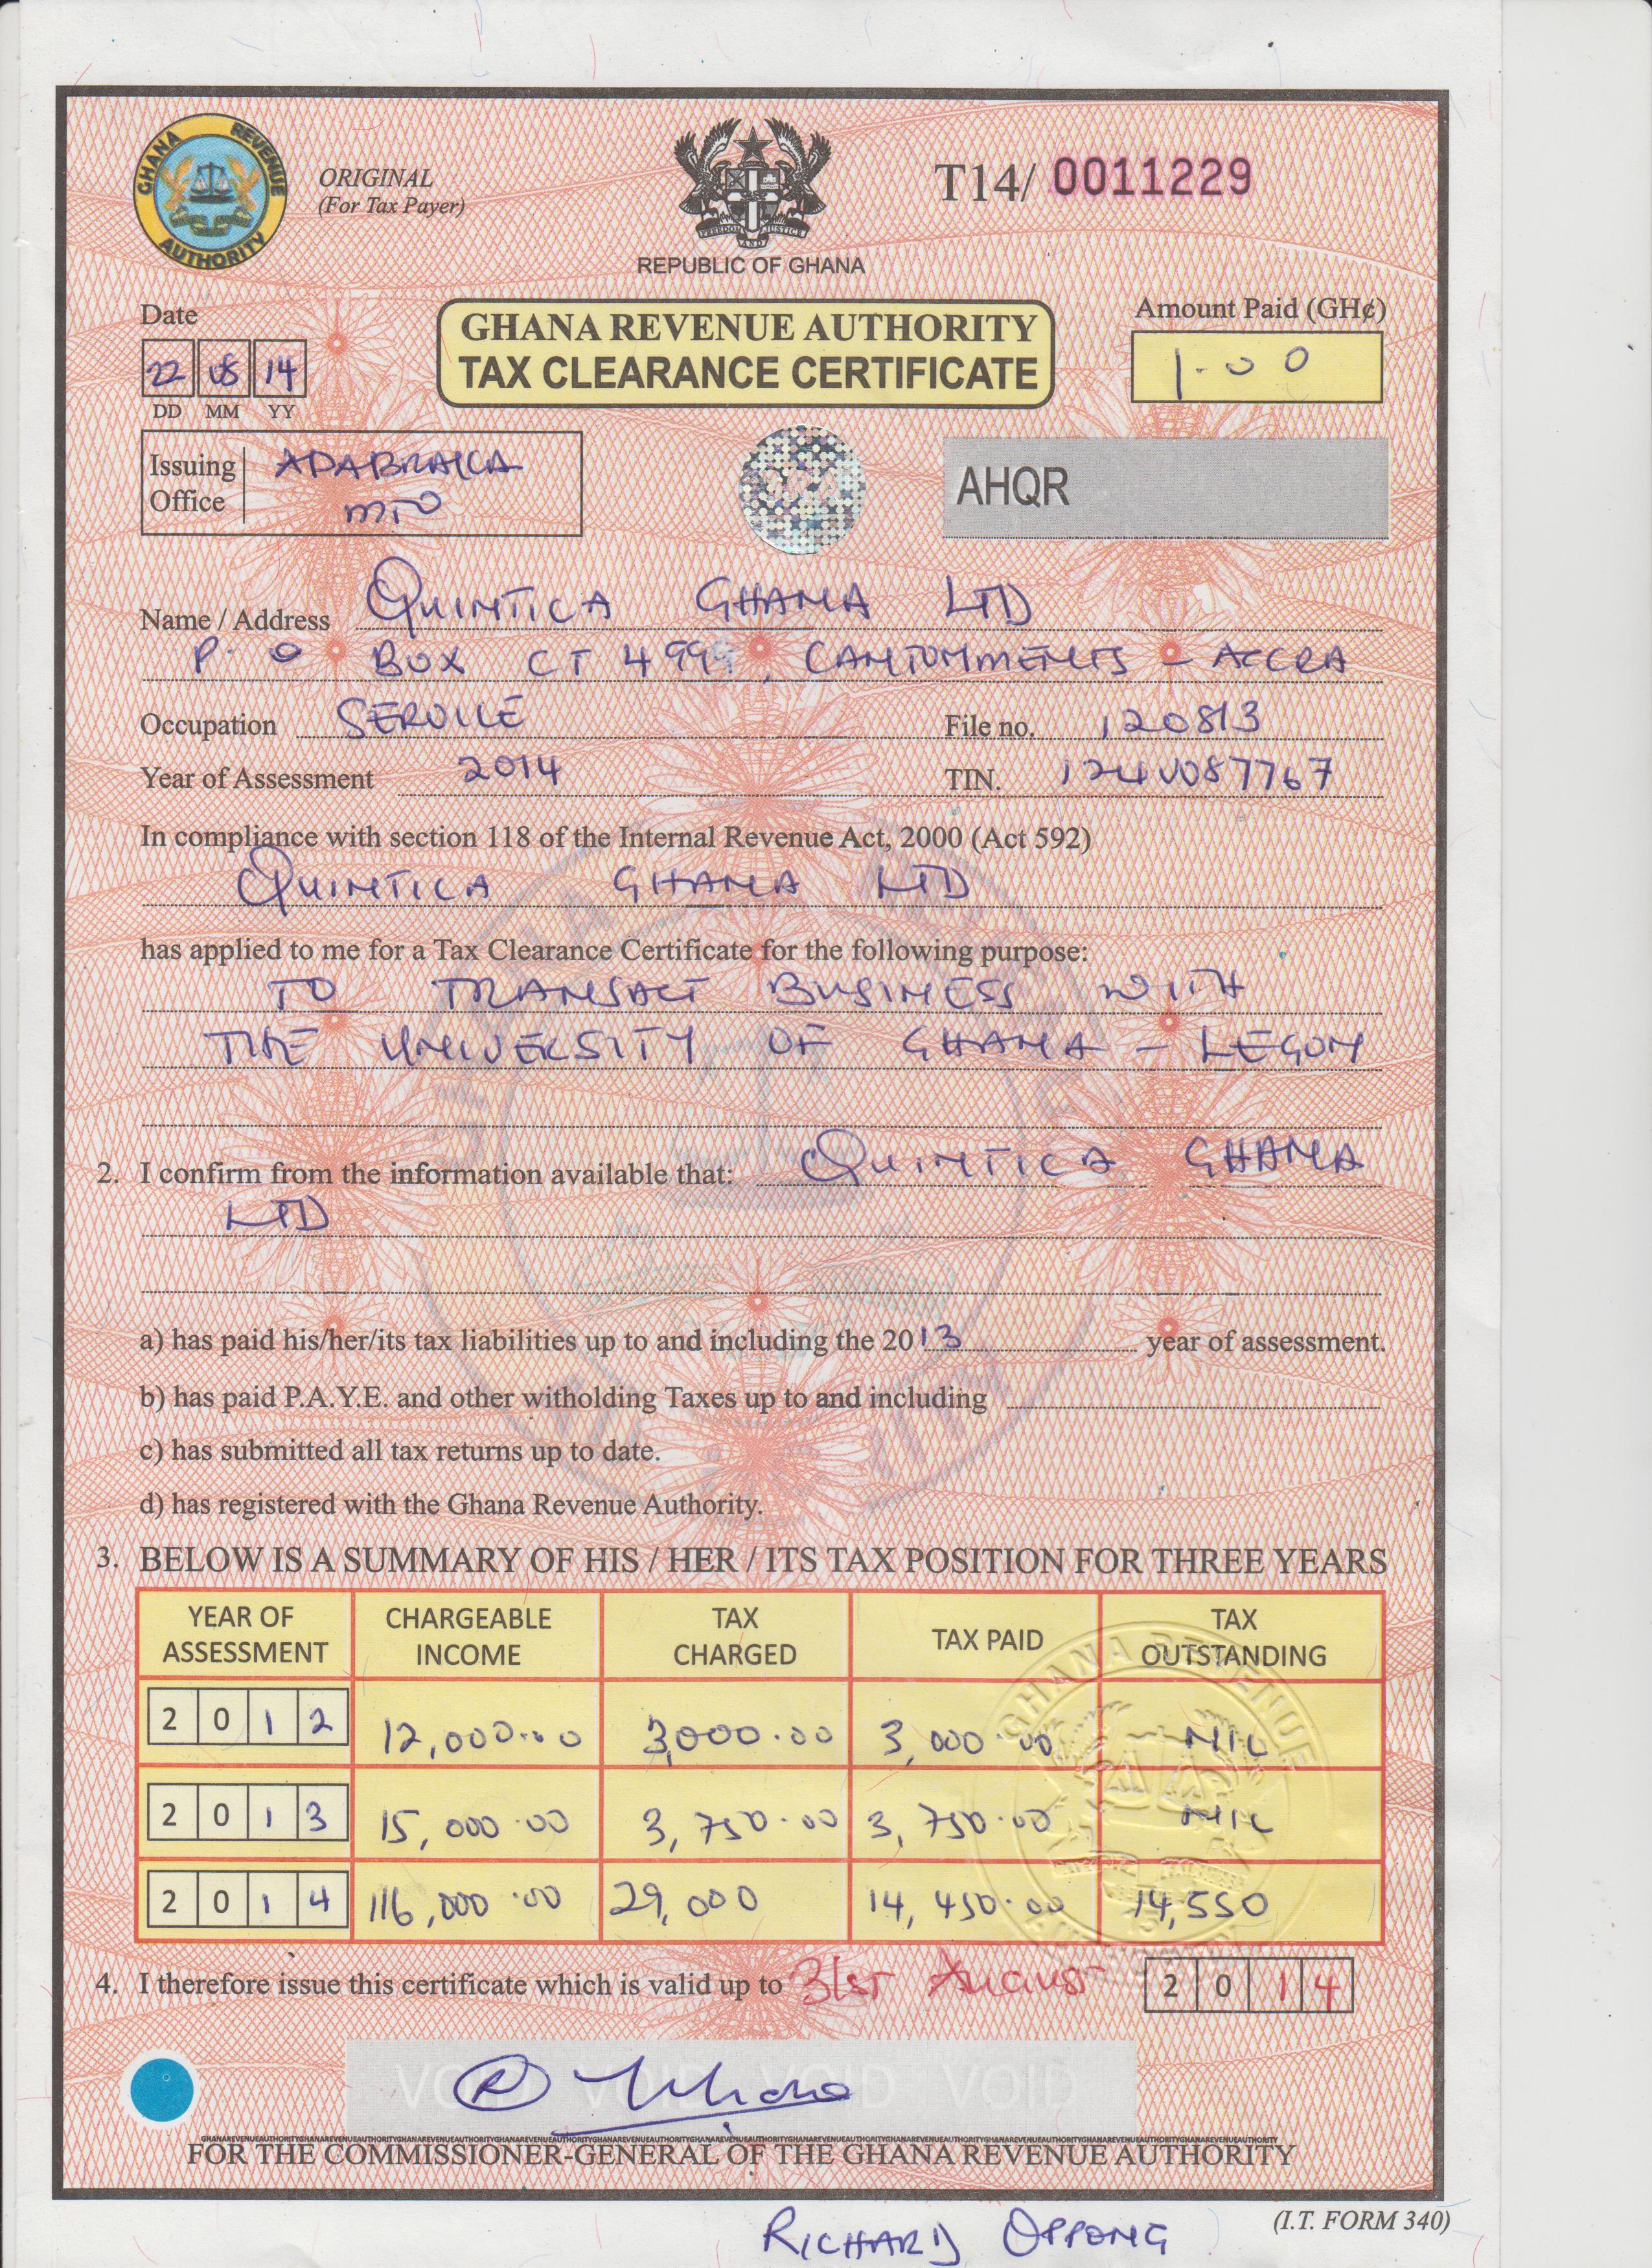 GHANA REVENUE AUTHORITY
ORIGINAL
(For Tax Payer)
FREEDOM AND JUSTICE
REPUBLIC OF GHANA
T14/ 0011229
Date
22 05 14
DD MM YY
GHANA REVENUE AUTHORITY
TAX CLEARANCE CERTIFICATE
Amount Paid (GH¢)
1.00
Issuing Office ADABRAKA
MTO
AHQR
Name / Address QUINTICA GHANA LTD
P. O BOX CT 4999, CANTONMENTS - ACCRA
Occupation SERVICE File no. 120813
Year of Assessment 2014 TIN.
In compliance with section 118 of the Internal Revenue Act, 2000 (Act 592)
QUINTICA GHANA LTD
has applied to me for a Tax Clearance Certificate for the following purpose:
TO TRANSACT BUSINESS WITH
THE UNIVERSITY OF GHANA - LEGON
2. I confirm from the information available that: QUINTICA GHANA
LTD
a) has paid his/her/its tax liabilities up to and including the 2013 year of assessment.
b) has paid P.A.Y.E. and other witholding Taxes up to and including
c) has submitted all tax returns up to date.
d) has registered with the Ghana Revenue Authority.
3. BELOW IS A SUMMARY OF HIS / HER / ITS TAX POSITION FOR THREE YEARS
YEAR OF ASSESSMENT CHARGEABLE INCOME TAX CHARGED TAX PAID TAX OUTSTANDING
2012 12,000.00 3,000.00 3,000.00 NIL
2013 15,000.00 3,750.00 3,750.00 NIL
2014 116,000.00 29,000 14,450.00 14,550
4. I therefore issue this certificate which is valid up to 31st August 2014
VOID VOID VOID VOID
FOR THE COMMISSIONER-GENERAL OF THE GHANA REVENUE AUTHORITY
(I.T. FORM 340)
RICHARD OPPONG